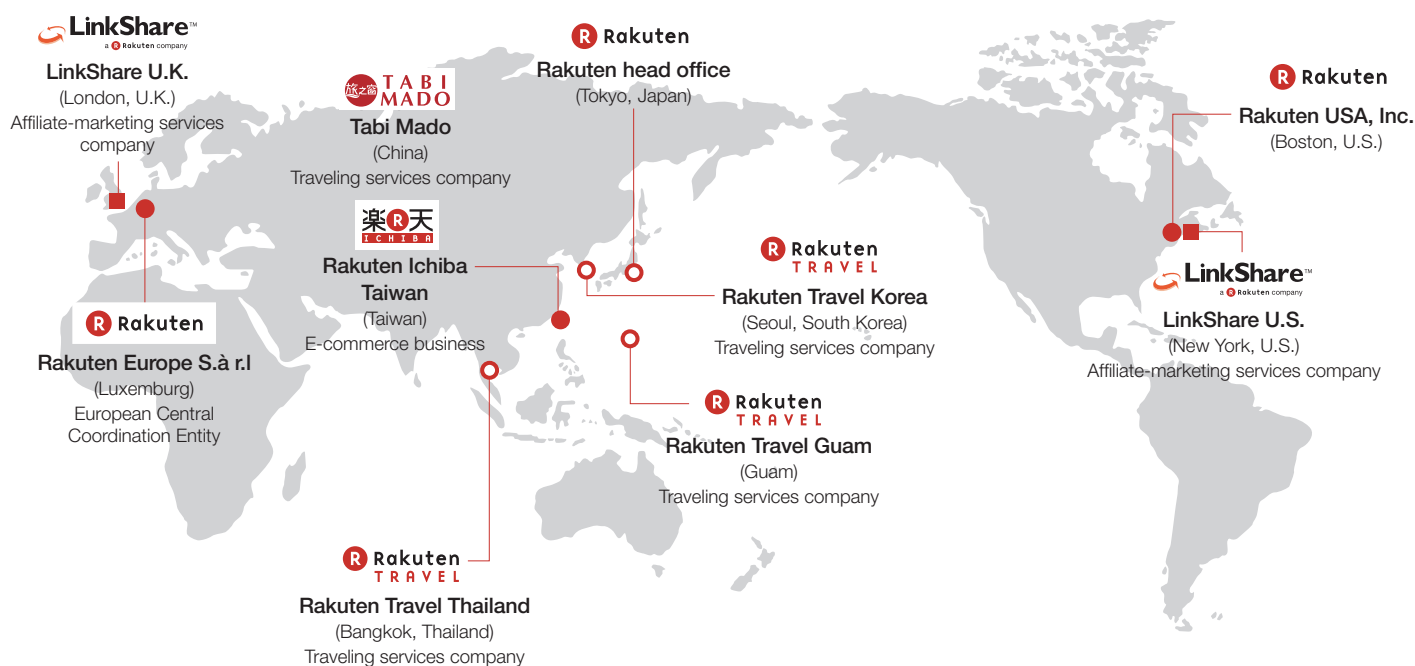 LinkShare™
a R Rakuten company
LinkShare U.K.
(London, U.K.)
Affiliate-marketing services
company
旅之窗 TABI
MADO
Tabi Mado
(China)
Traveling services company
R Rakuten
Rakuten head office
(Tokyo, Japan)
R Rakuten
Rakuten USA, Inc.
(Boston, U.S.)
楽R天
ICHIBA
Rakuten Ichiba
Taiwan
(Taiwan)
E-commerce business
R Rakuten
TRAVEL
Rakuten Travel Korea
(Seoul, South Korea)
Traveling services company
LinkShare™
a R Rakuten company
LinkShare U.S.
(New York, U.S.)
Affiliate-marketing services company
R Rakuten
Rakuten Europe S.à r.l
(Luxemburg)
European Central
Coordination Entity
R Rakuten
TRAVEL
Rakuten Travel Guam
(Guam)
Traveling services company
R Rakuten
TRAVEL
Rakuten Travel Thailand
(Bangkok, Thailand)
Traveling services company